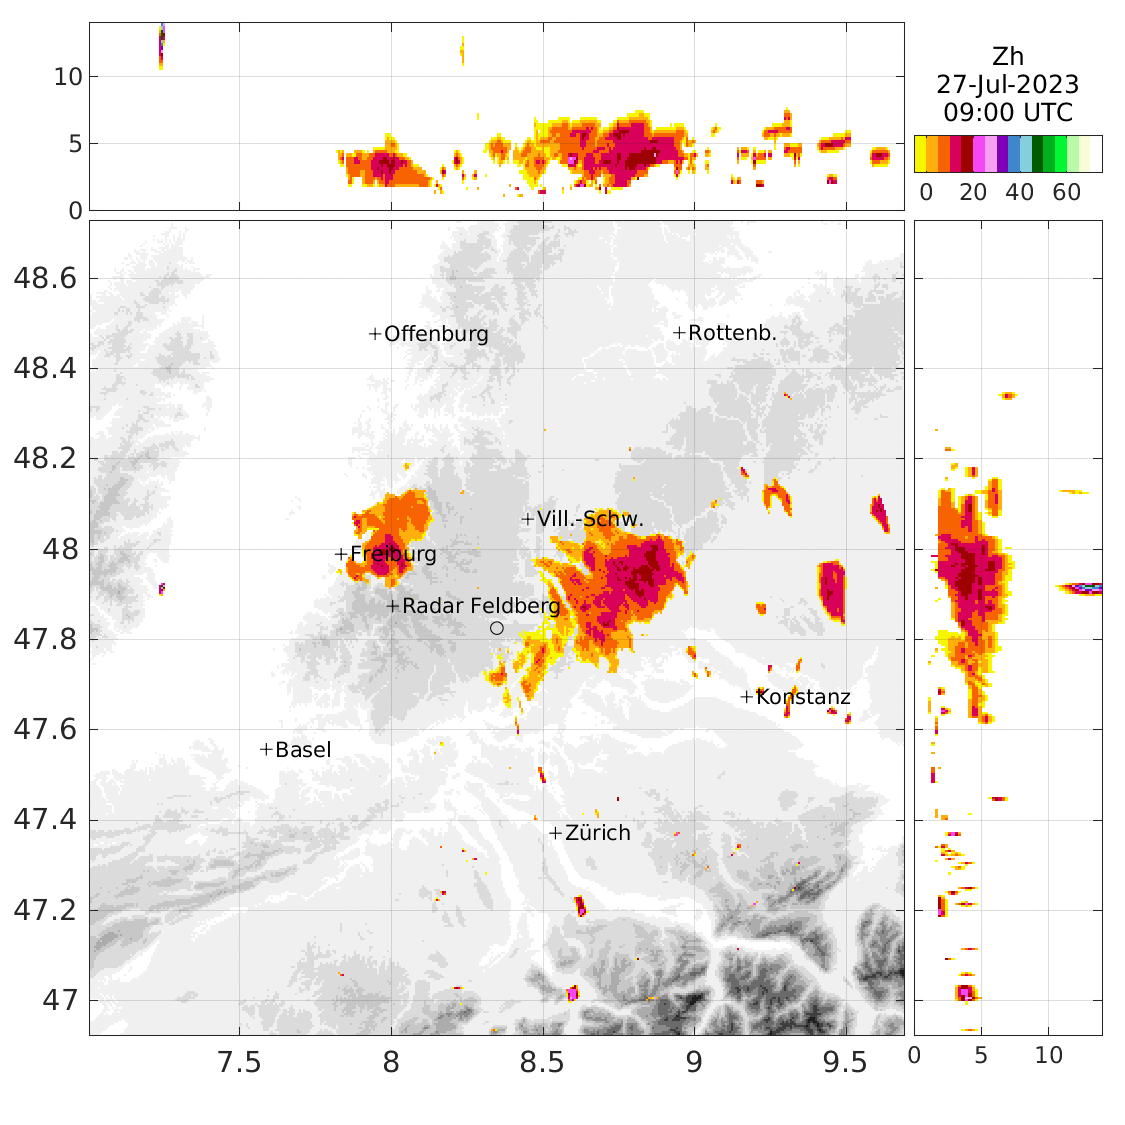 10
5
0
Zh
27-Jul-2023
09:00 UTC
0 20 40 60
48.6
48.4
48.2
48
47.8
47.6
47.4
47.2
47
Offenburg
Rottenb.
Vill.-Schw.
Freiburg
Radar Feldberg
Konstanz
Basel
Zürich
7.5 8 8.5 9 9.5
0 5 10